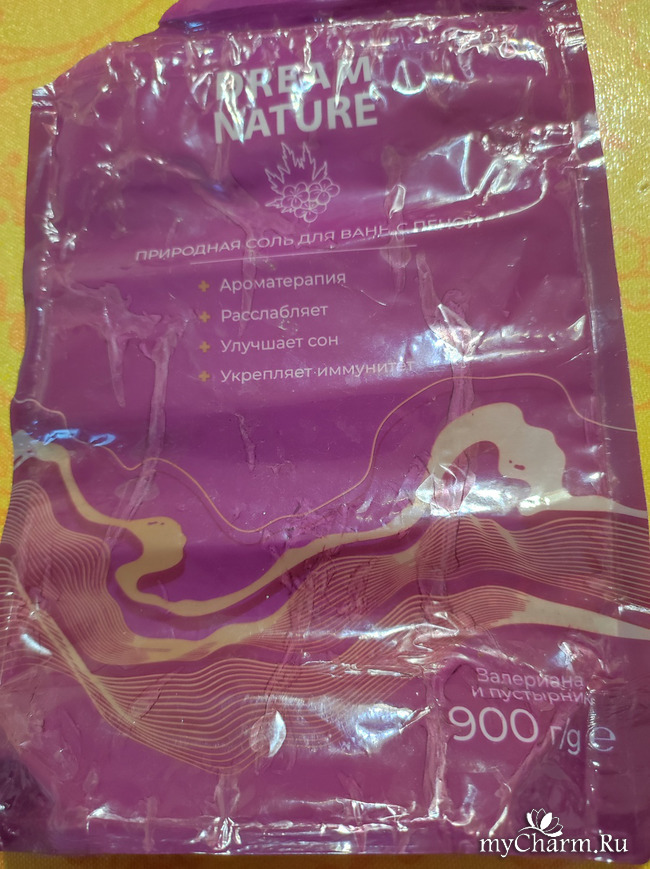 DREAM
NATURE
ПРИРОДНАЯ СОЛЬ ДЛЯ ВАНН С ПЕНОЙ
+ Ароматерапия
+ Расслабляет
+ Улучшает сон
+ Укрепляет иммунитет
Валериана
и пустырник
900 г/g e
myCharm.Ru